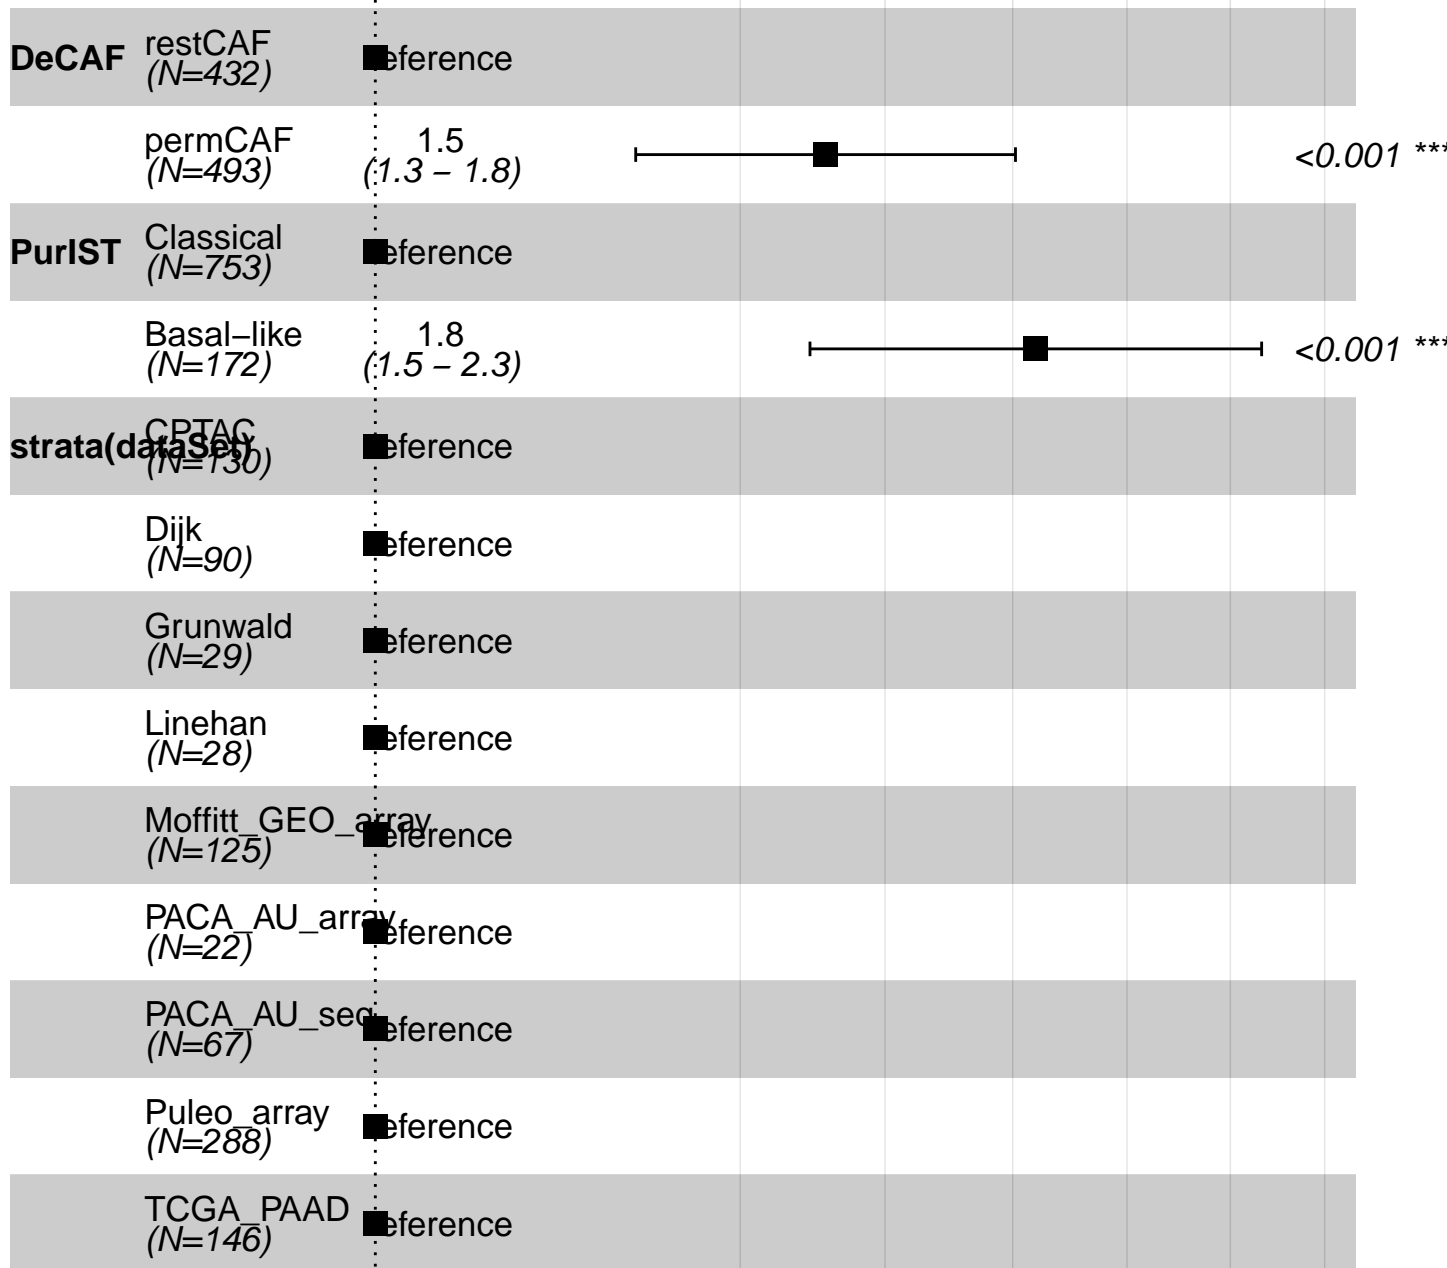 DeCAF restCAF Reference
(N=432)
permCAF 1.5
(N=493) (1.3 – 1.8) <0.001 ***
PurIST Classical Reference
(N=753)
Basal–like 1.8
(N=172) (1.5 – 2.3) <0.001 ***
strata(dataSet) CPTAC Reference
(N=130)
Dijk Reference
(N=90)
Grunwald Reference
(N=29)
Linehan Reference
(N=28)
Moffitt_GEO_array Reference
(N=125)
PACA_AU_array Reference
(N=22)
PACA_AU_seq Reference
(N=67)
Puleo_array Reference
(N=288)
TCGA_PAAD Reference
(N=146)